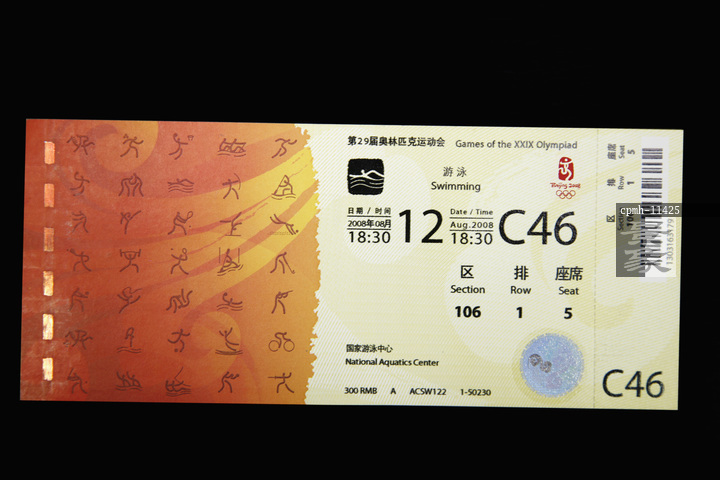 第29届奥林匹克运动会 Games of the XXIX Olympiad
游泳
Swimming
Beijing 2008
日期 / 时间
2008年08月
18:30
12
Date / Time
Aug.2008
18:30
C46
区 排 座席
Section Row Seat
106 1 5
国家游泳中心
National Aquatics Center
300 RMB A ACSW122 1-50230
座席 Seat 5
排 Row 1
区
cpmh-11425
C46